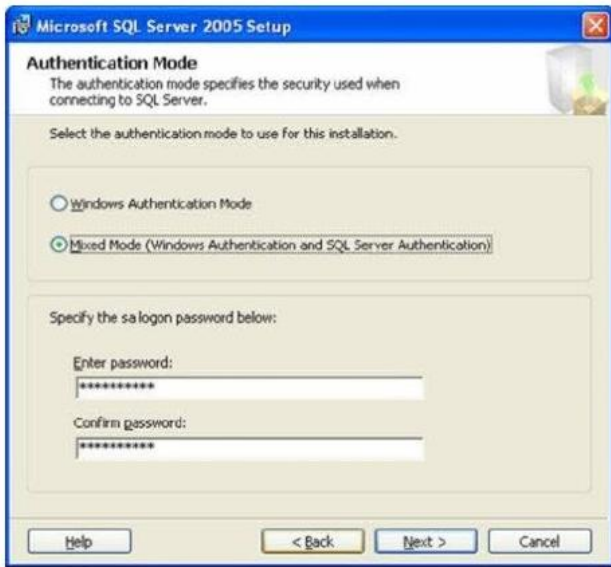 Microsoft SQL Server 2005 Setup
Authentication Mode
The authentication mode specifies the security used when
connecting to SQL Server.
Select the authentication mode to use for this installation.
Windows Authentication Mode
Mixed Mode (Windows Authentication and SQL Server Authentication)
Specify the sa logon password below:
Enter password:
**********
Confirm password:
**********
Help
< Back
Next >
Cancel